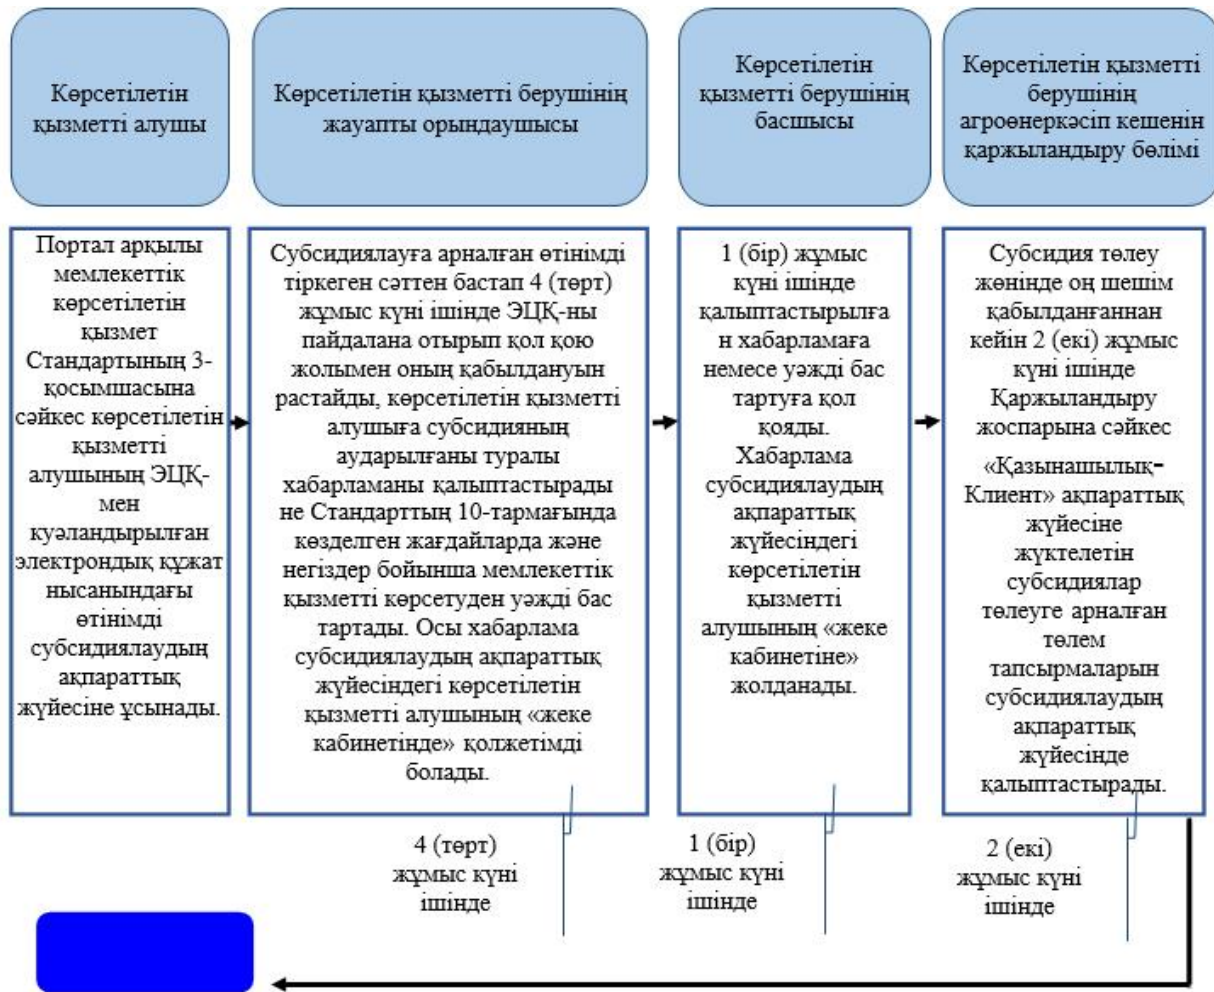 Көрсетілетін
қызметті алушы
Көрсетілетін қызметті берушінің
жауапты орындаушысы
Көрсетілетін
қызметті берушінің
басшысы
Көрсетілетін қызметті
берушінің
агроөнеркәсіп кешенін
қаржыландыру бөлімі
Портал арқылы
мемлекеттік
көрсетілетін
қызмет
Стандартының 3-
қосымшасына
сәйкес көрсетілетін
қызметті
алушының ЭЦҚ-
мен
куәландырылған
электрондық құжат
нысанындағы
өтінімді
субсидиялаудың
ақпараттық
жүйесіне ұсынады.
Субсидиялауға арналған өтінімді
тіркеген сәттен бастап 4 (төрт)
жұмыс күні ішінде ЭЦҚ-ны
пайдалана отырып қол қою
жолымен оның қабылдануын
растайды, көрсетілетін қызметті
алушыға субсидияның
аударылғаны туралы
хабарламаны қалыптастырады
не Стандарттың 10-тармағында
көзделген жағдайларда және
негіздер бойынша мемлекеттік
қызметті көрсетуден уәжді бас
тартады. Осы хабарлама
субсидиялаудың ақпараттық
жүйесіндегі көрсетілетін
қызметті алушының «жеке
кабинетінде» қолжетімді
болады.
1 (бір) жұмыс
күні ішінде
қалыптастырылға
н хабарламаға
немесе уәжді бас
тартуға қол
қояды.
Хабарлама
субсидиялаудың
ақпараттық
жүйесіндегі
көрсетілетін
қызметті
алушының «жеке
кабинетіне»
жолданады.
Субсидия төлеу
жөнінде оң шешім
қабылданғаннан
кейін 2 (екі) жұмыс
күні ішінде
Қаржыландыру
жоспарына сәйкес
«Қазынашылық-
Клиент» ақпараттық
жүйесіне
жүктелетін
субсидиялар
төлеуге арналған
төлем
тапсырмаларын
субсидиялаудың
ақпараттық
жүйесінде
қалыптастырады.
4 (төрт)
жұмыс күні
ішінде
1 (бір)
жұмыс күні
ішінде
2 (екі)
жұмыс күні
ішінде